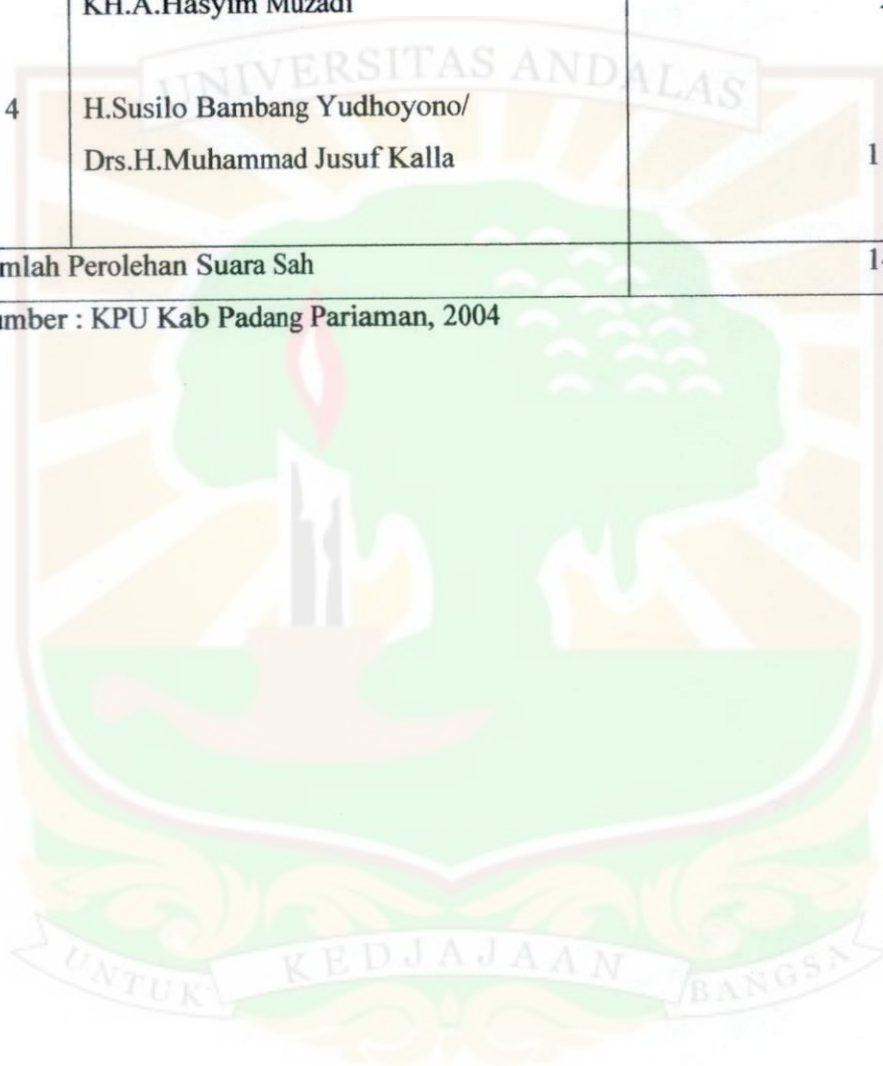 KH.A.Hasyim Muzadi
UNIVERSITAS ANDALAS
4 H.Susilo Bambang Yudhoyono/
Drs.H.Muhammad Jusuf Kalla 1
mlah Perolehan Suara Sah 1
mber : KPU Kab Padang Pariaman, 2004
UNTUK KEDJAJAAN BANGSA